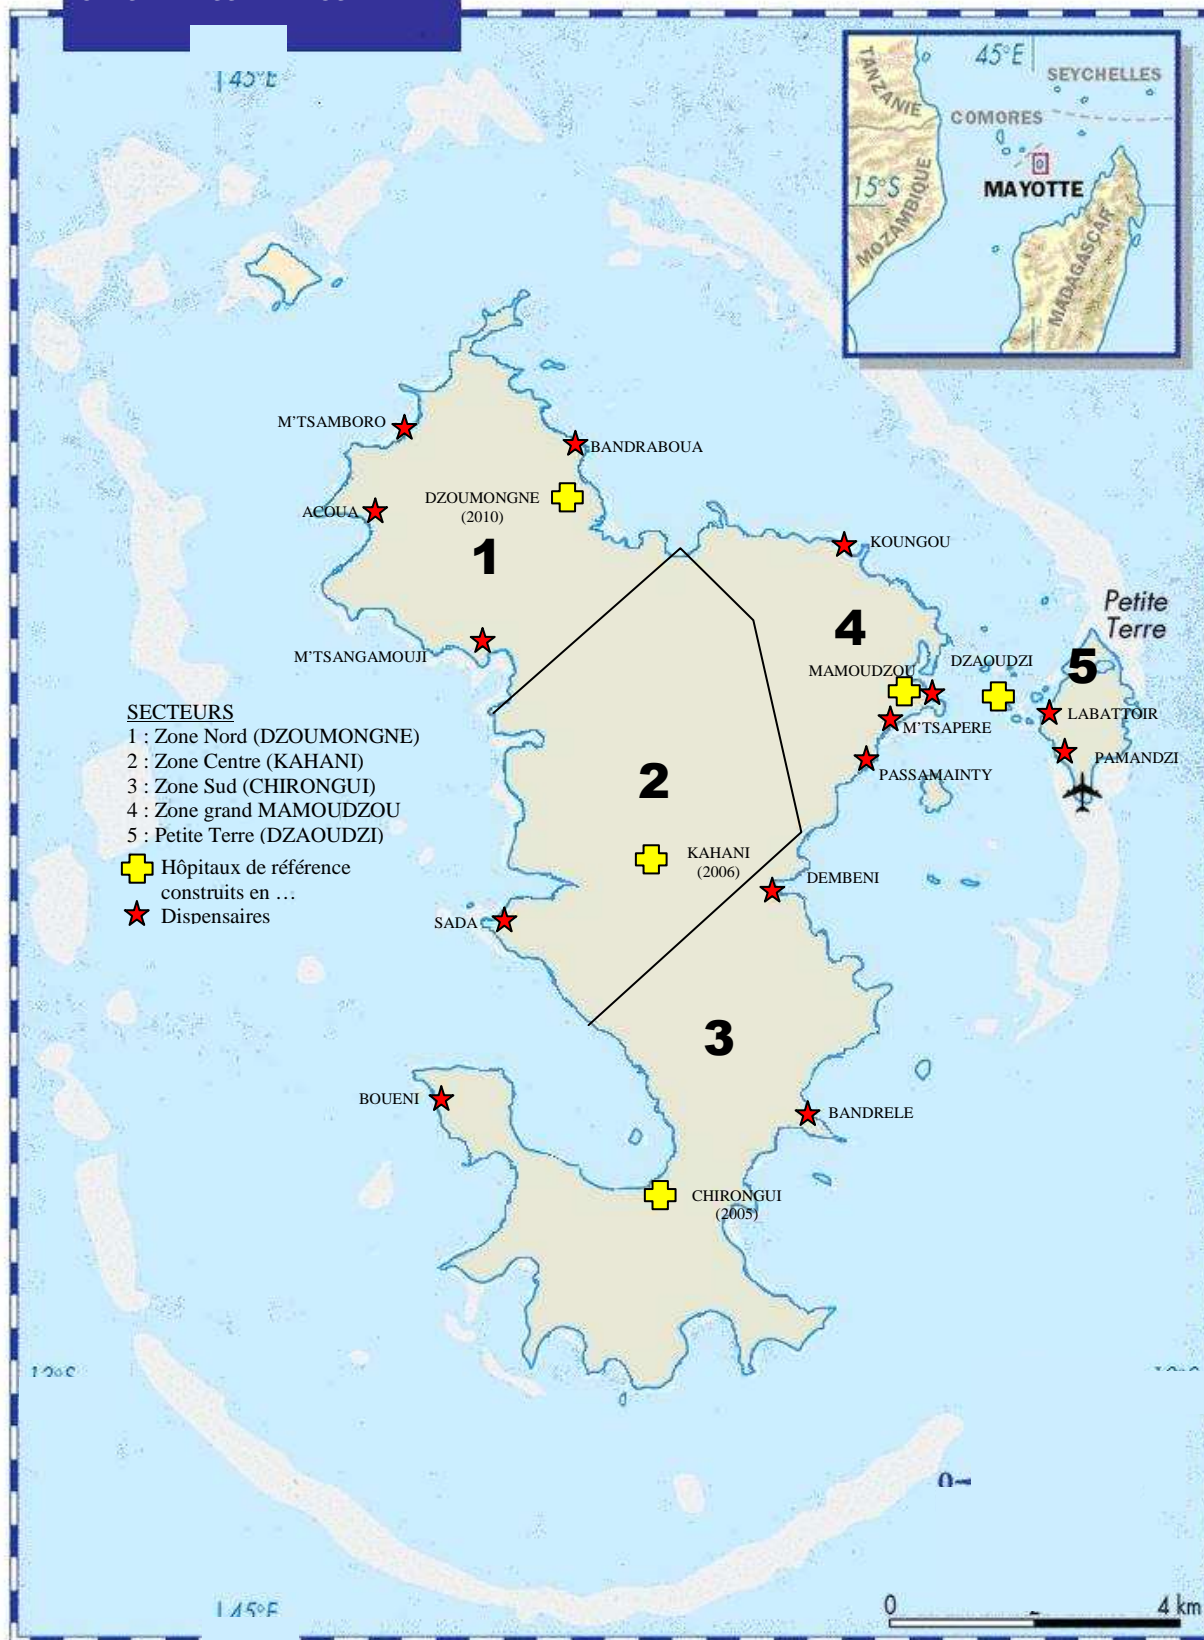 45°E
45°E
TANZANIE
SEYCHELLES
COMORES
15°S
MAYOTTE
MOZAMBIQUE
MADAGASCAR
M'TSAMBORO
BANDRABOUA
DZOUMONGNE
(2010)
ACOUA
1
KOUNGOU
Petite
Terre
4
M'TSANGAMOUJI
MAMOUDZOU
DZAOUDZI
5
LABATTOIR
M'TSAPERE
PAMANDZI
PASSAMAINTY
SECTEURS
1 : Zone Nord (DZOUMONGNE)
2 : Zone Centre (KAHANI)
3 : Zone Sud (CHIRONGUI)
4 : Zone grand MAMOUDZOU
5 : Petite Terre (DZAOUDZI)
Hôpitaux de référence
construits en …
Dispensaires
2
KAHANI
(2006)
DEMBENI
SADA
3
BOUENI
BANDRELE
CHIRONGUI
(2005)
45°E
0
4 km